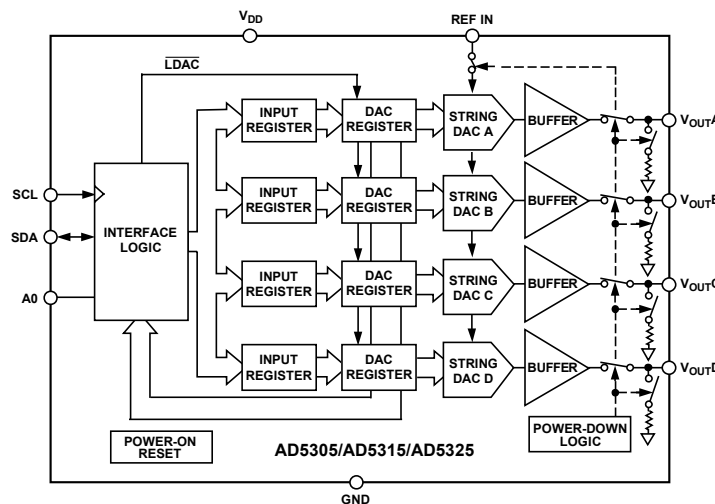 VDD
REF IN
LDAC
INPUT
REGISTER
DAC
REGISTER
STRING
DAC A
BUFFER
VOUTA
SCL
SDA
A0
INTERFACE
LOGIC
INPUT
REGISTER
DAC
REGISTER
STRING
DAC B
BUFFER
VOUTB
INPUT
REGISTER
DAC
REGISTER
STRING
DAC C
BUFFER
VOUTC
INPUT
REGISTER
DAC
REGISTER
STRING
DAC D
BUFFER
VOUTD
POWER-ON
RESET
AD5305/AD5315/AD5325
POWER-DOWN
LOGIC
GND